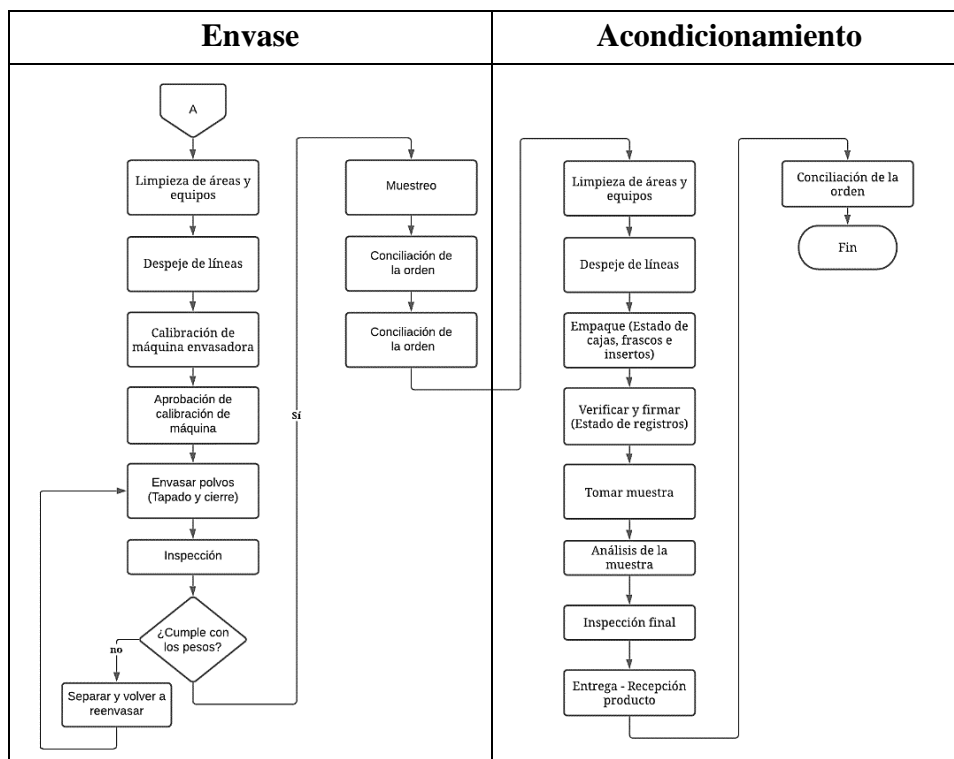 Envase
Acondicionamiento
A
Limpieza de áreas y
equipos
Despeje de líneas
Calibración de
máquina envasadora
Aprobación de
calibración de
máquina
Envasar polvos
(Tapado y cierre)
Inspección
¿Cumple con
los pesos?
no
Separar y volver a
reenvasar
Sí
Muestreo
Conciliación de
la orden
Conciliación de
la orden
Limpieza de áreas y
equipos
Despeje de líneas
Empaque (Estado de
cajas, frascos e
insertos)
Verificar y firmar
(Estado de registros)
Tomar muestra
Análisis de la
muestra
Inspección final
Entrega - Recepción
producto
Conciliación de la
orden
Fin